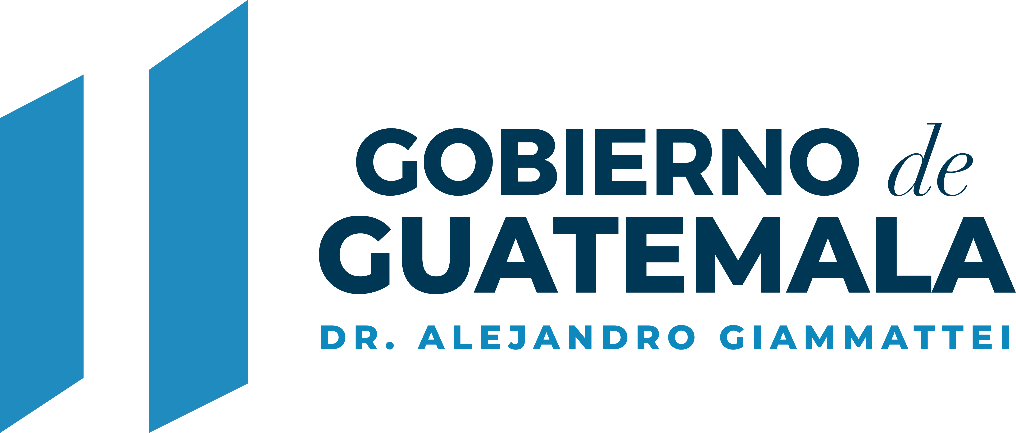 GOBIERNO de
GUATEMALA
DR. ALEJANDRO GIAMMATTEI